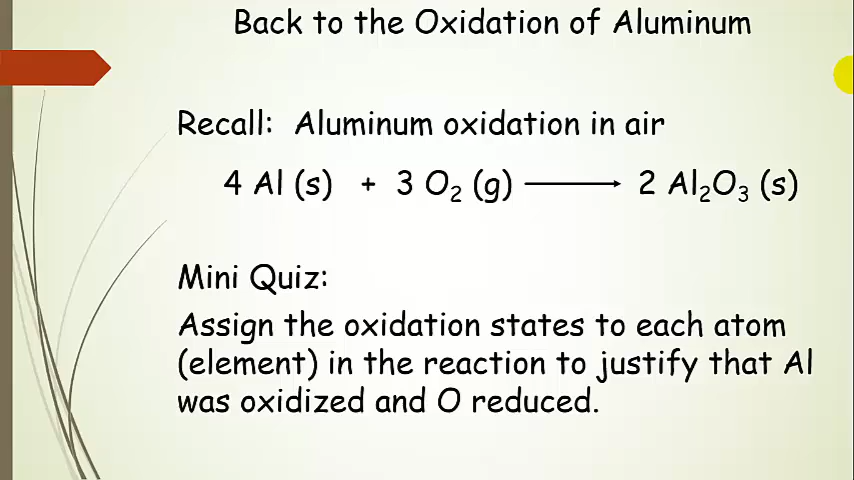 Back to the Oxidation of Aluminum
Recall: Aluminum oxidation in air
4 Al (s) + 3 O₂ (g) ⟶ 2 Al₂O₃ (s)
Mini Quiz:
Assign the oxidation states to each atom
(element) in the reaction to justify that Al
was oxidized and O reduced.